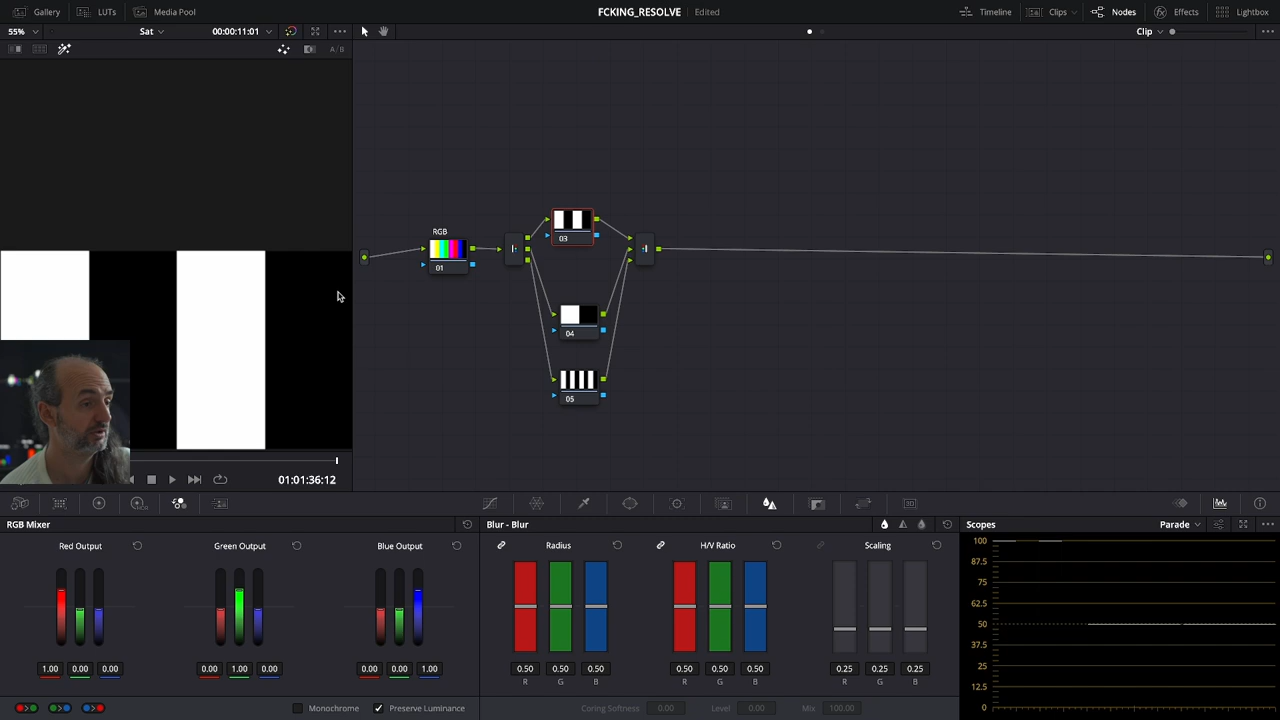 Gallery LUTs Media Pool FCKING_RESOLVE Edited Timeline Clips Nodes Effects Lightbox
55% Sat 00:00:11:01 Clip
A/B
RGB
03
01
04
05
01:01:36:12
RGB Mixer Blur - Blur Scopes Parade
Red Output Green Output Blue Output Radius H/V Ratio Scaling
100
87.5
75
62.5
50
37.5
25
12.5
0
1.00 0.00 0.00 0.00 1.00 0.00 0.00 0.00 1.00 0.50 0.50 0.50 0.50 0.50 0.50 0.25 0.25 0.25
R G B R G B R G B
Monochrome Preserve Luminance Coring Softness 0.00 Level 0.00 Mix 100.00